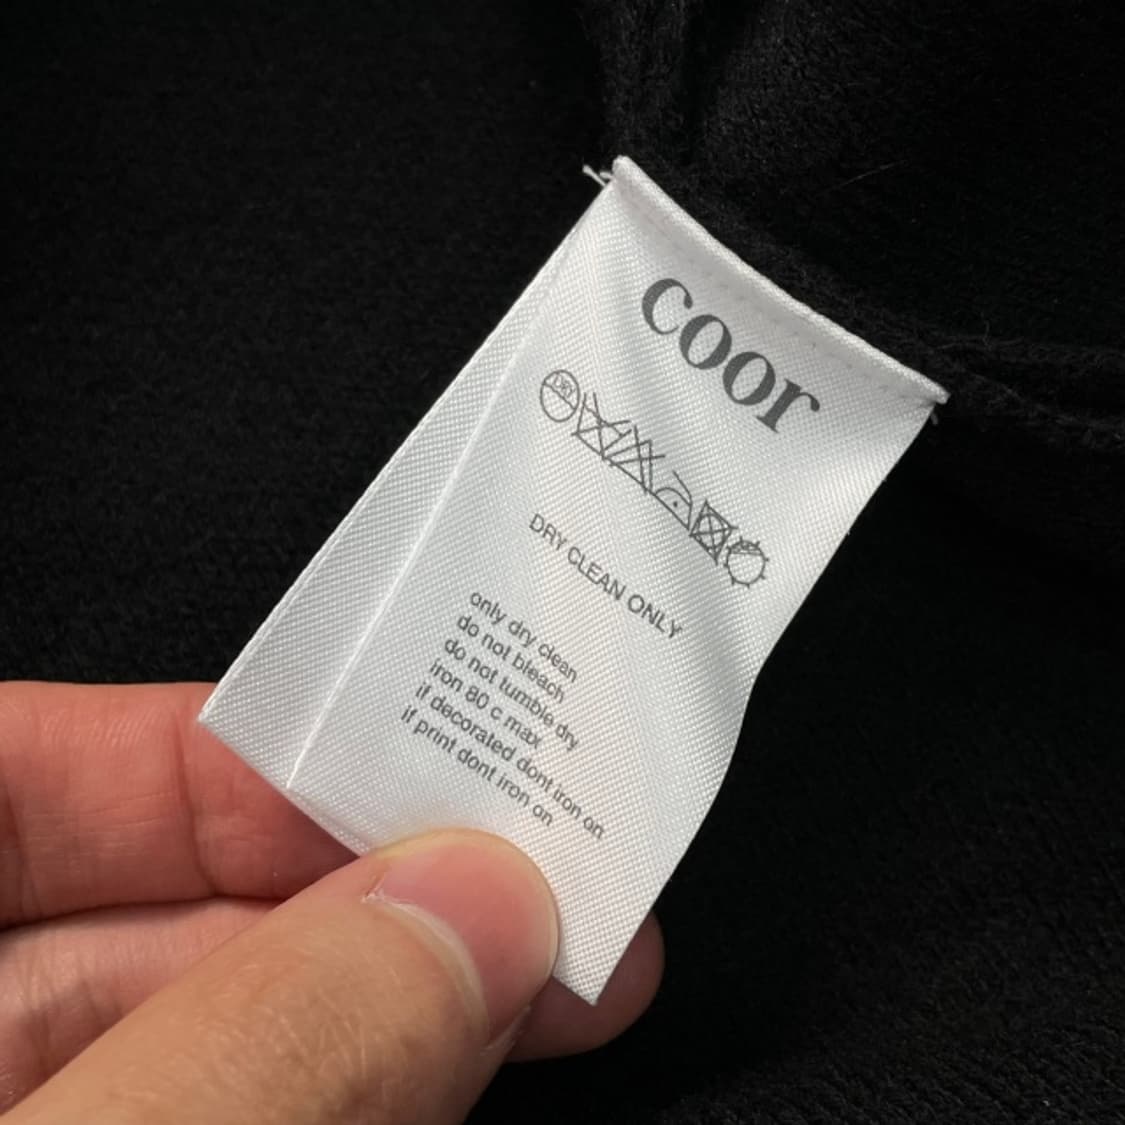 coor
DRY
DRY CLEAN ONLY
only dry clean
do not bleach
do not tumble dry
iron 80 c max
if decorated dont iron on
if print dont iron on